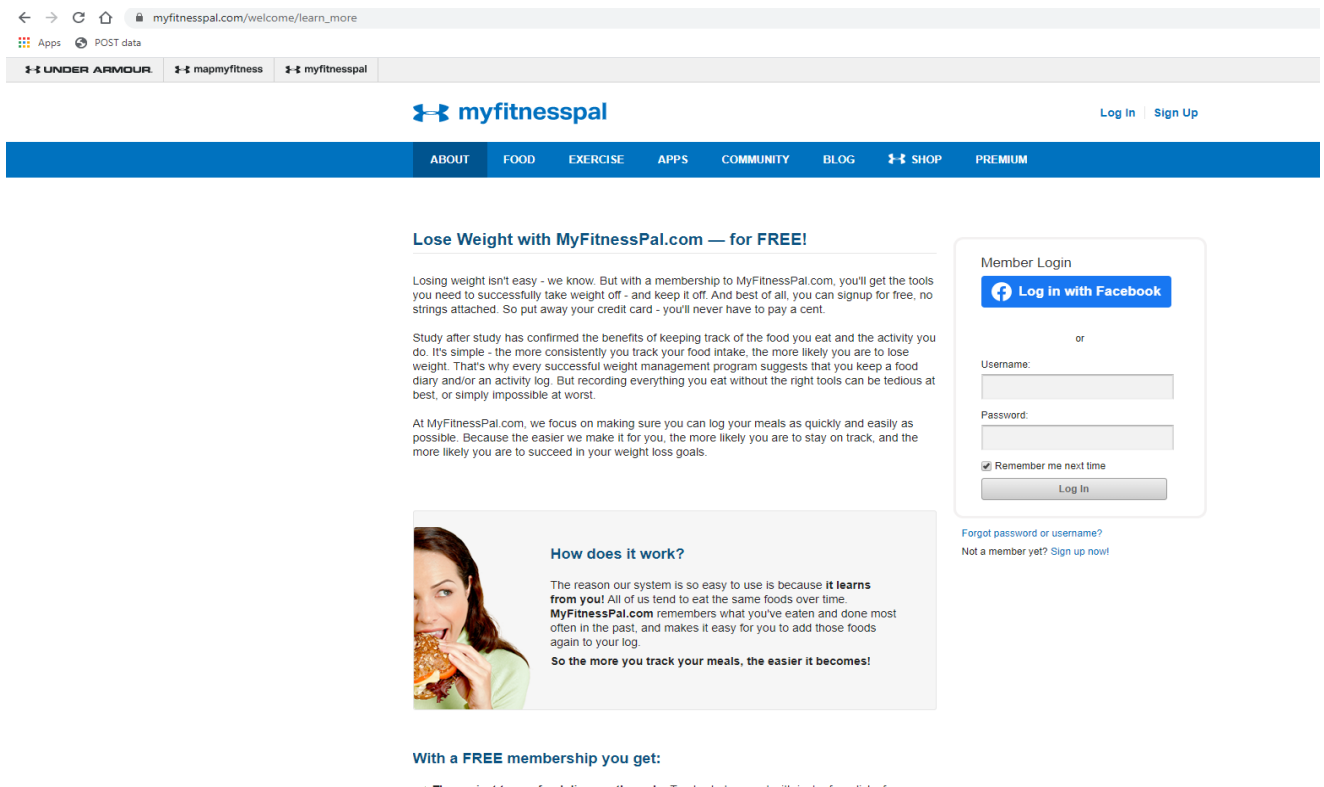 myfitnesspal.com/welcome/learn_more
Apps POST data
UNDER ARMOUR. mapmyfitness myfitnesspal
myfitnesspal
Log In Sign Up
ABOUT FOOD EXERCISE APPS COMMUNITY BLOG SHOP PREMIUM
Lose Weight with MyFitnessPal.com — for FREE!
Losing weight isn't easy - we know. But with a membership to MyFitnessPal.com, you'll get the tools
you need to successfully take weight off - and keep it off. And best of all, you can signup for free, no
strings attached. So put away your credit card - you'll never have to pay a cent.
Study after study has confirmed the benefits of keeping track of the food you eat and the activity you
do. It's simple - the more consistently you track your food intake, the more likely you are to lose
weight. That's why every successful weight management program suggests that you keep a food
diary and/or an activity log. But recording everything you eat without the right tools can be tedious at
best, or simply impossible at worst.
At MyFitnessPal.com, we focus on making sure you can log your meals as quickly and easily as
possible. Because the easier we make it for you, the more likely you are to stay on track, and the
more likely you are to succeed in your weight loss goals.
How does it work?
The reason our system is so easy to use is because it learns
from you! All of us tend to eat the same foods over time.
MyFitnessPal.com remembers what you've eaten and done most
often in the past, and makes it easy for you to add those foods
again to your log.
So the more you track your meals, the easier it becomes!
With a FREE membership you get:
Member Login
Log in with Facebook
or
Username:
Password:
Remember me next time
Log In
Forgot password or username?
Not a member yet? Sign up now!